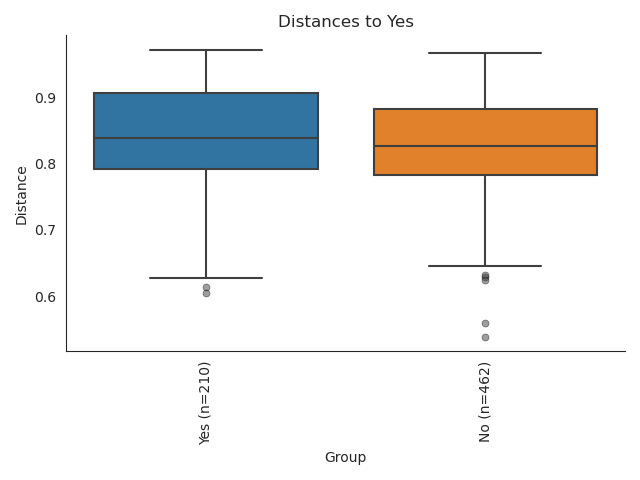 Distances to Yes
Distance
0.9
0.8
0.7
0.6
Yes (n=210)
No (n=462)
Group